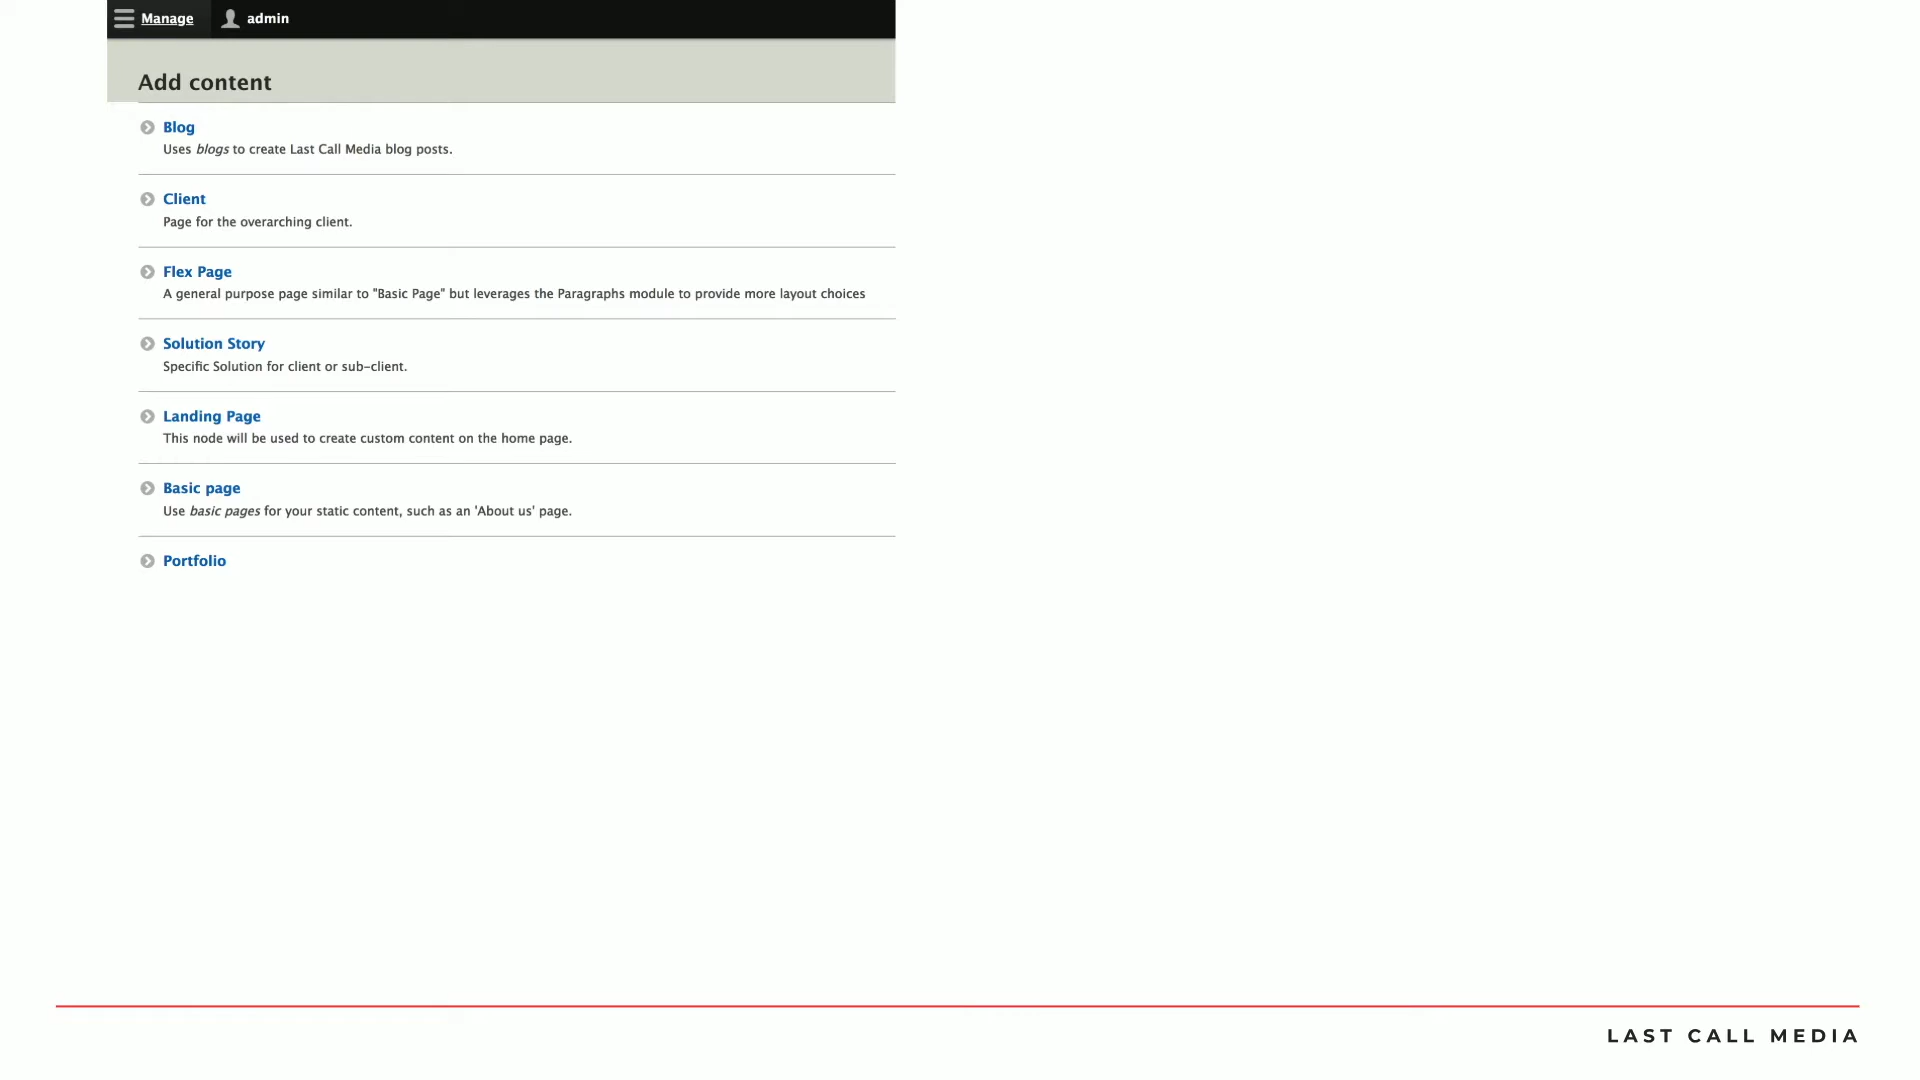 Manage admin
Add content
Blog
Uses blogs to create Last Call Media blog posts.
Client
Page for the overarching client.
Flex Page
A general purpose page similar to "Basic Page" but leverages the Paragraphs module to provide more layout choices
Solution Story
Specific Solution for client or sub-client.
Landing Page
This node will be used to create custom content on the home page.
Basic page
Use basic pages for your static content, such as an 'About us' page.
Portfolio
LAST CALL MEDIA